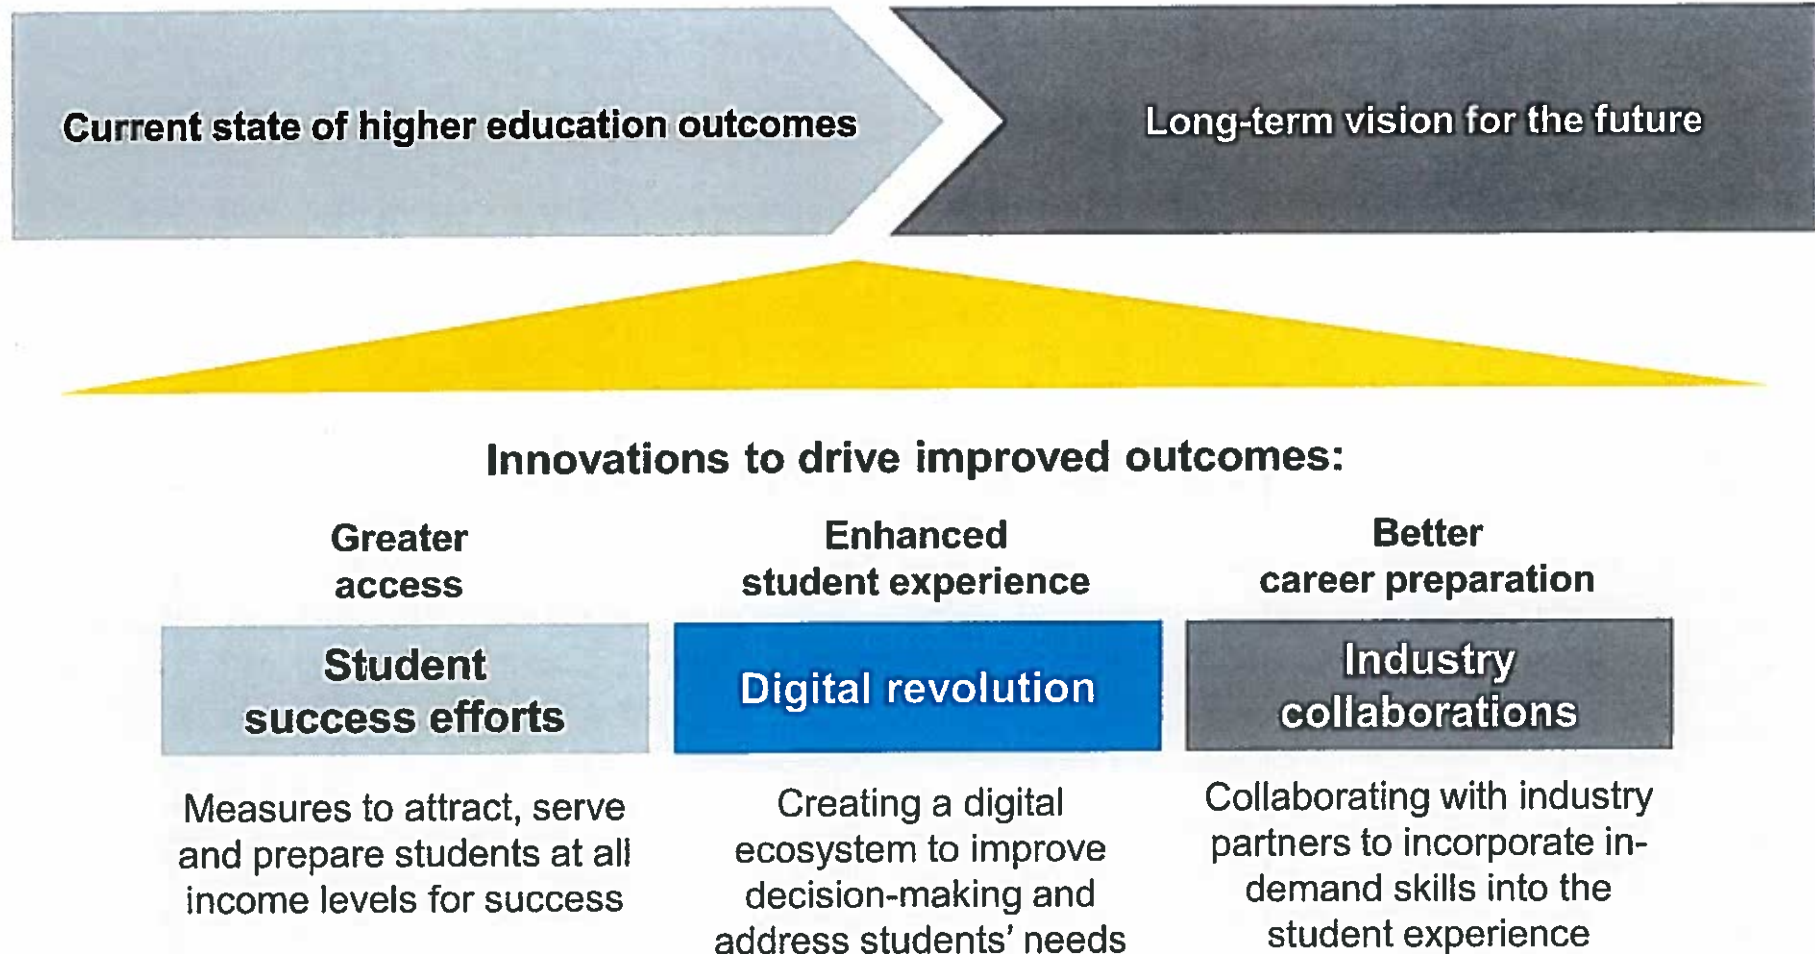 Current state of higher education outcomes
Long-term vision for the future
Innovations to drive improved outcomes:
Greater
access
Student
success efforts
Measures to attract, serve
and prepare students at all
income levels for success
Enhanced
student experience
Digital revolution
Creating a digital
ecosystem to improve
decision-making and
address students' needs
Better
career preparation
Industry
collaborations
Collaborating with industry
partners to incorporate in-
demand skills into the
student experience